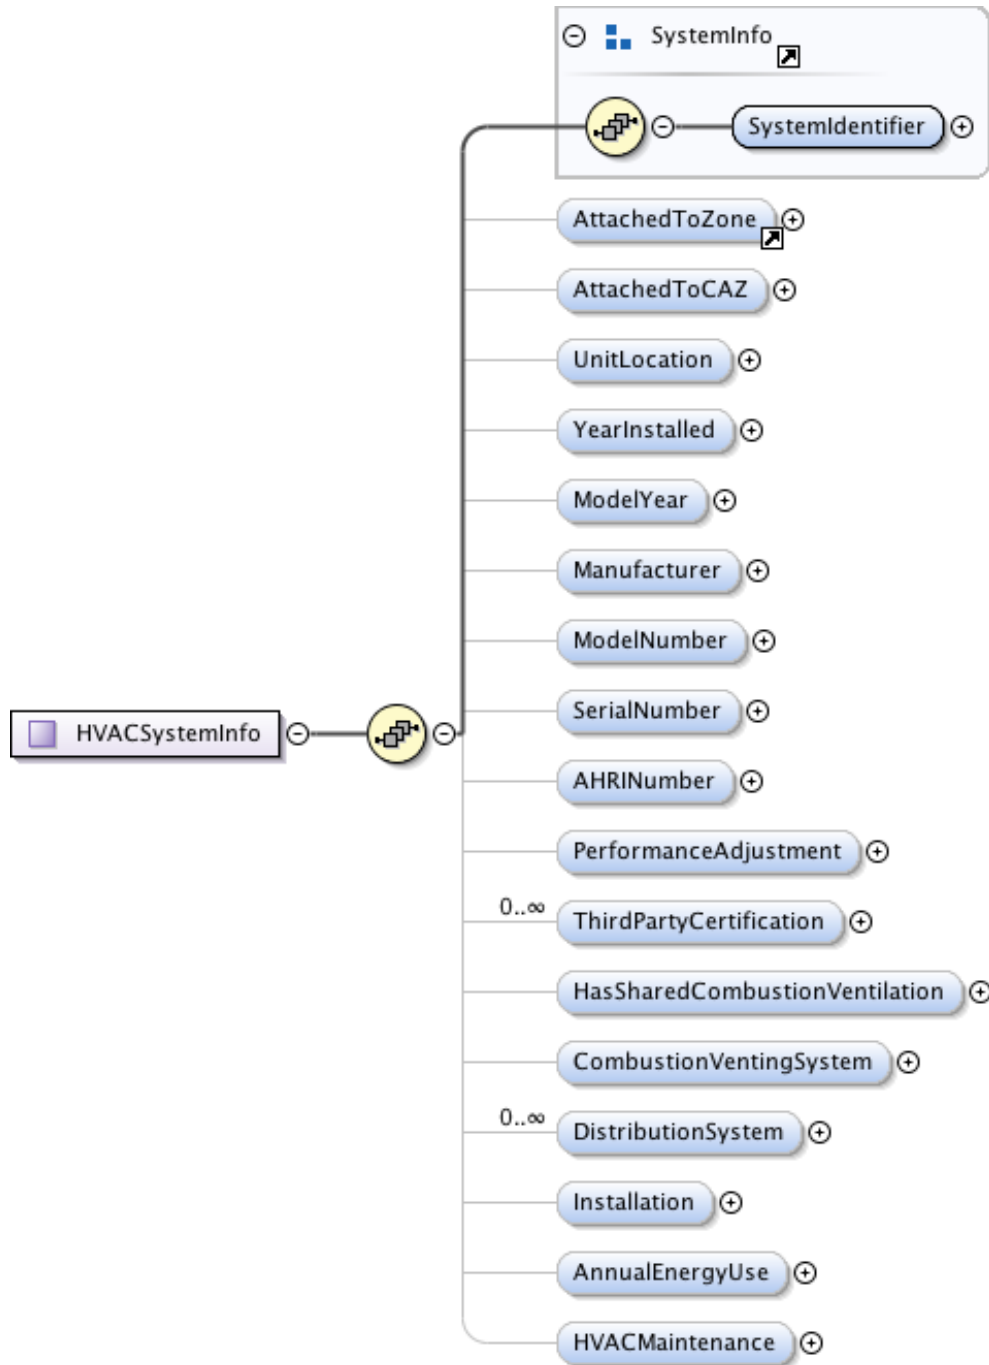 SystemInfo
SystemIdentifier
AttachedToZone
AttachedToCAZ
UnitLocation
YearInstalled
ModelYear
Manufacturer
ModelNumber
SerialNumber
HVACSystemInfo
AHRINumber
PerformanceAdjustment
0..∞
ThirdPartyCertification
HasSharedCombustionVentilation
CombustionVentingSystem
0..∞
DistributionSystem
Installation
AnnualEnergyUse
HVACMaintenance